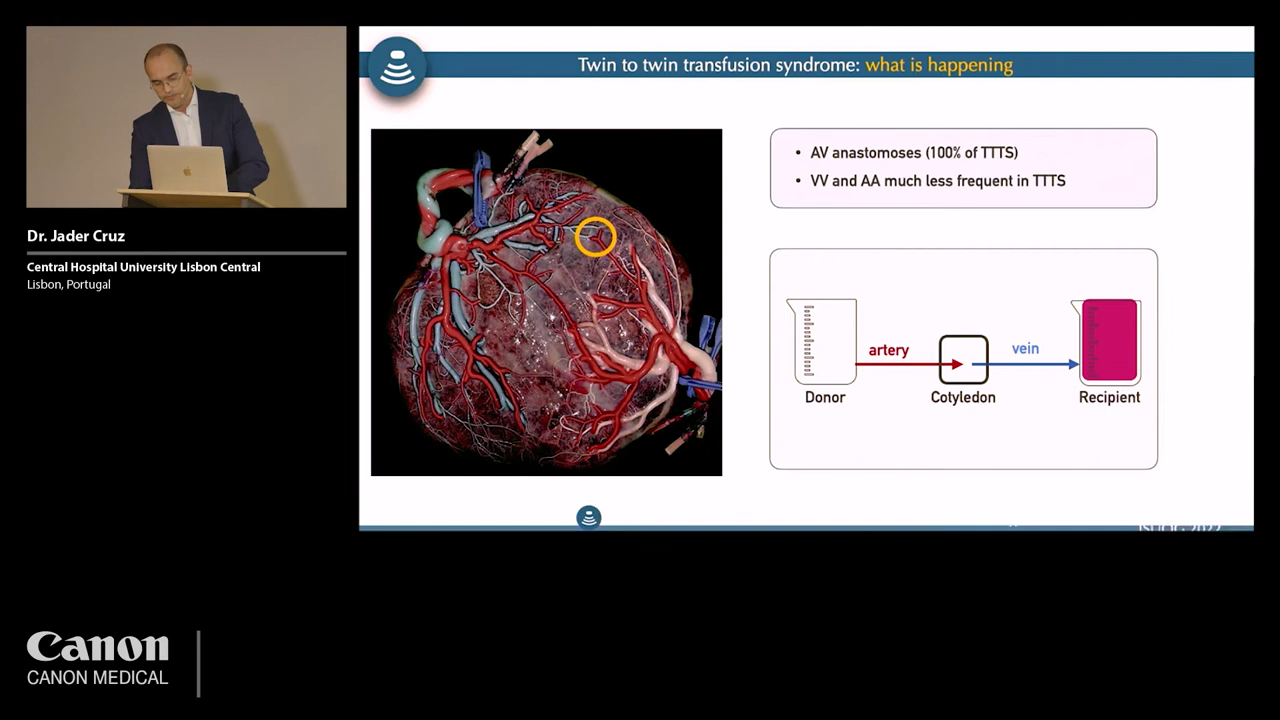 Twin to twin transfusion syndrome: what is happening
Dr. Jader Cruz
Central Hospital University Lisbon Central
Lisbon, Portugal
• AV anastomoses (100% of TTTS)
• VV and AA much less frequent in TTTS
artery
vein
Donor
Cotyledon
Recipient
Canon
CANON MEDICAL